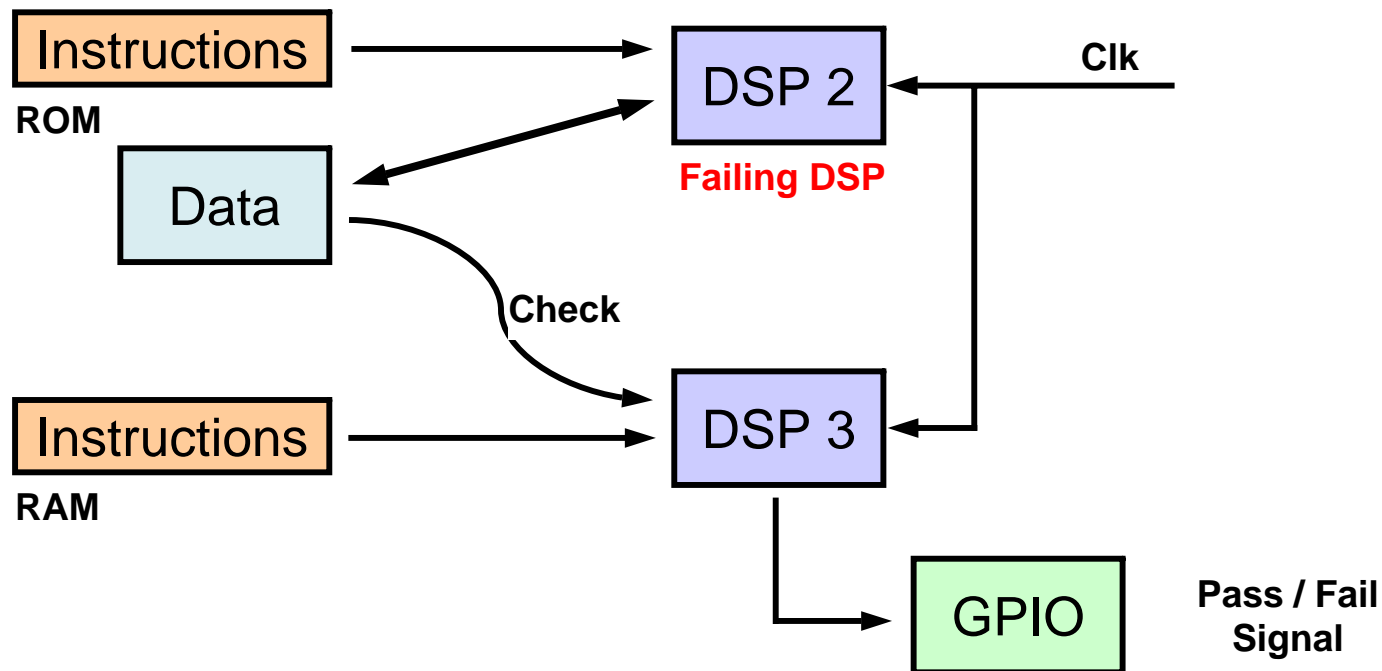 Instructions
ROM
DSP 2
Clk
Failing DSP
Data
Check
Instructions
RAM
DSP 3
GPIO
Pass / Fail
Signal